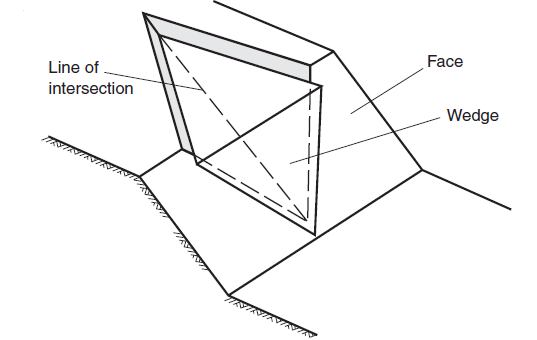 Line of
intersection
Face
Wedge